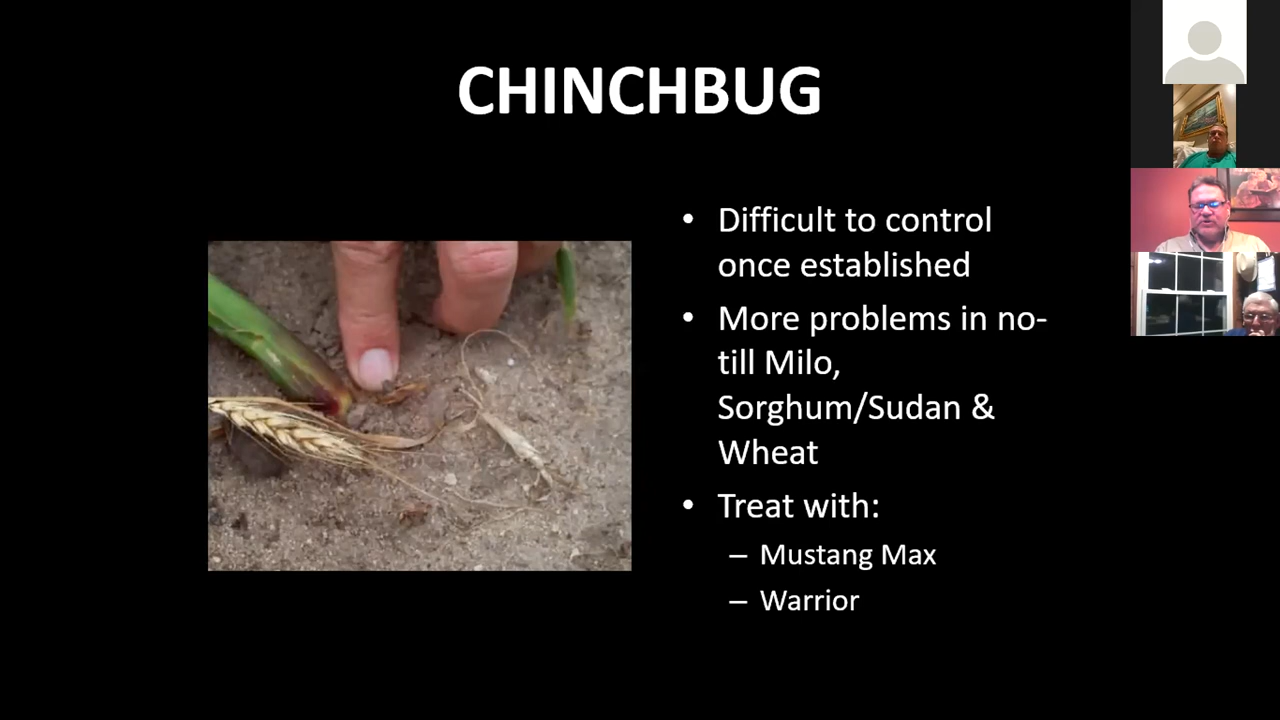 CHINCHBUG
• Difficult to control
once established
• More problems in no-
till Milo,
Sorghum/Sudan &
Wheat
• Treat with:
– Mustang Max
– Warrior